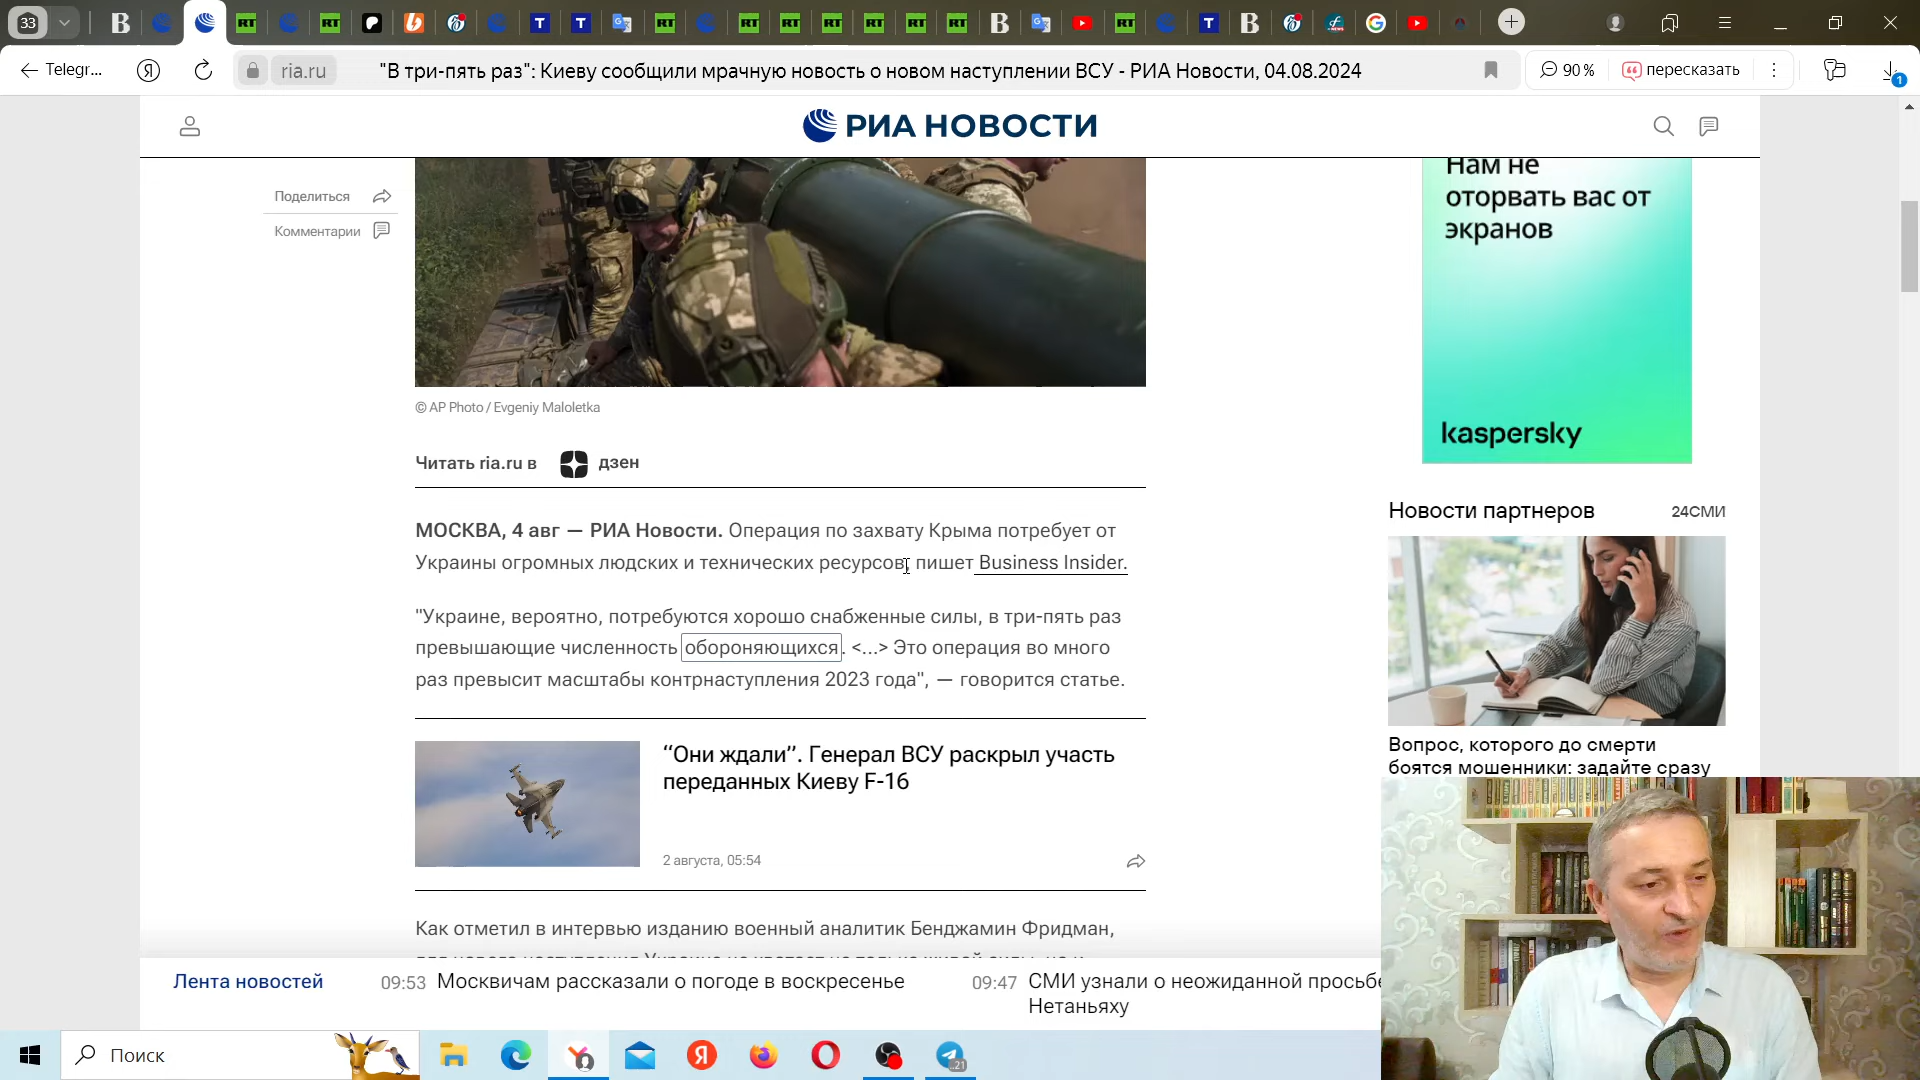 33
Telegr...
ria.ru
"В три-пять раз": Киеву сообщили мрачную новость о новом наступлении ВСУ - РИА Новости, 04.08.2024
90 %
пересказать
1
РИА НОВОСТИ
Поделиться
Комментарии
Нам не
оторвать вас от
экранов
kaspersky
© AP Photo / Evgeniy Maloletka
Читать ria.ru в дзен
МОСКВА, 4 авг — РИА Новости. Операция по захвату Крыма потребует от
Украины огромных людских и технических ресурсов, пишет Business Insider.
"Украине, вероятно, потребуются хорошо снабженные силы, в три-пять раз
превышающие численность обороняющихся. <...> Это операция во много
раз превысит масштабы контрнаступления 2023 года", — говорится статье.
“Они ждали”. Генерал ВСУ раскрыл участь
переданных Киеву F-16
2 августа, 05:54
Как отметил в интервью изданию военный аналитик Бенджамин Фридман,
Новости партнеров
24СМИ
Вопрос, которого до смерти
боятся мошенники: задайте сразу
Лента новостей
09:53 Москвичам рассказали о погоде в воскресенье
09:47 СМИ узнали о неожиданной просьбе
Нетаньяху
Поиск